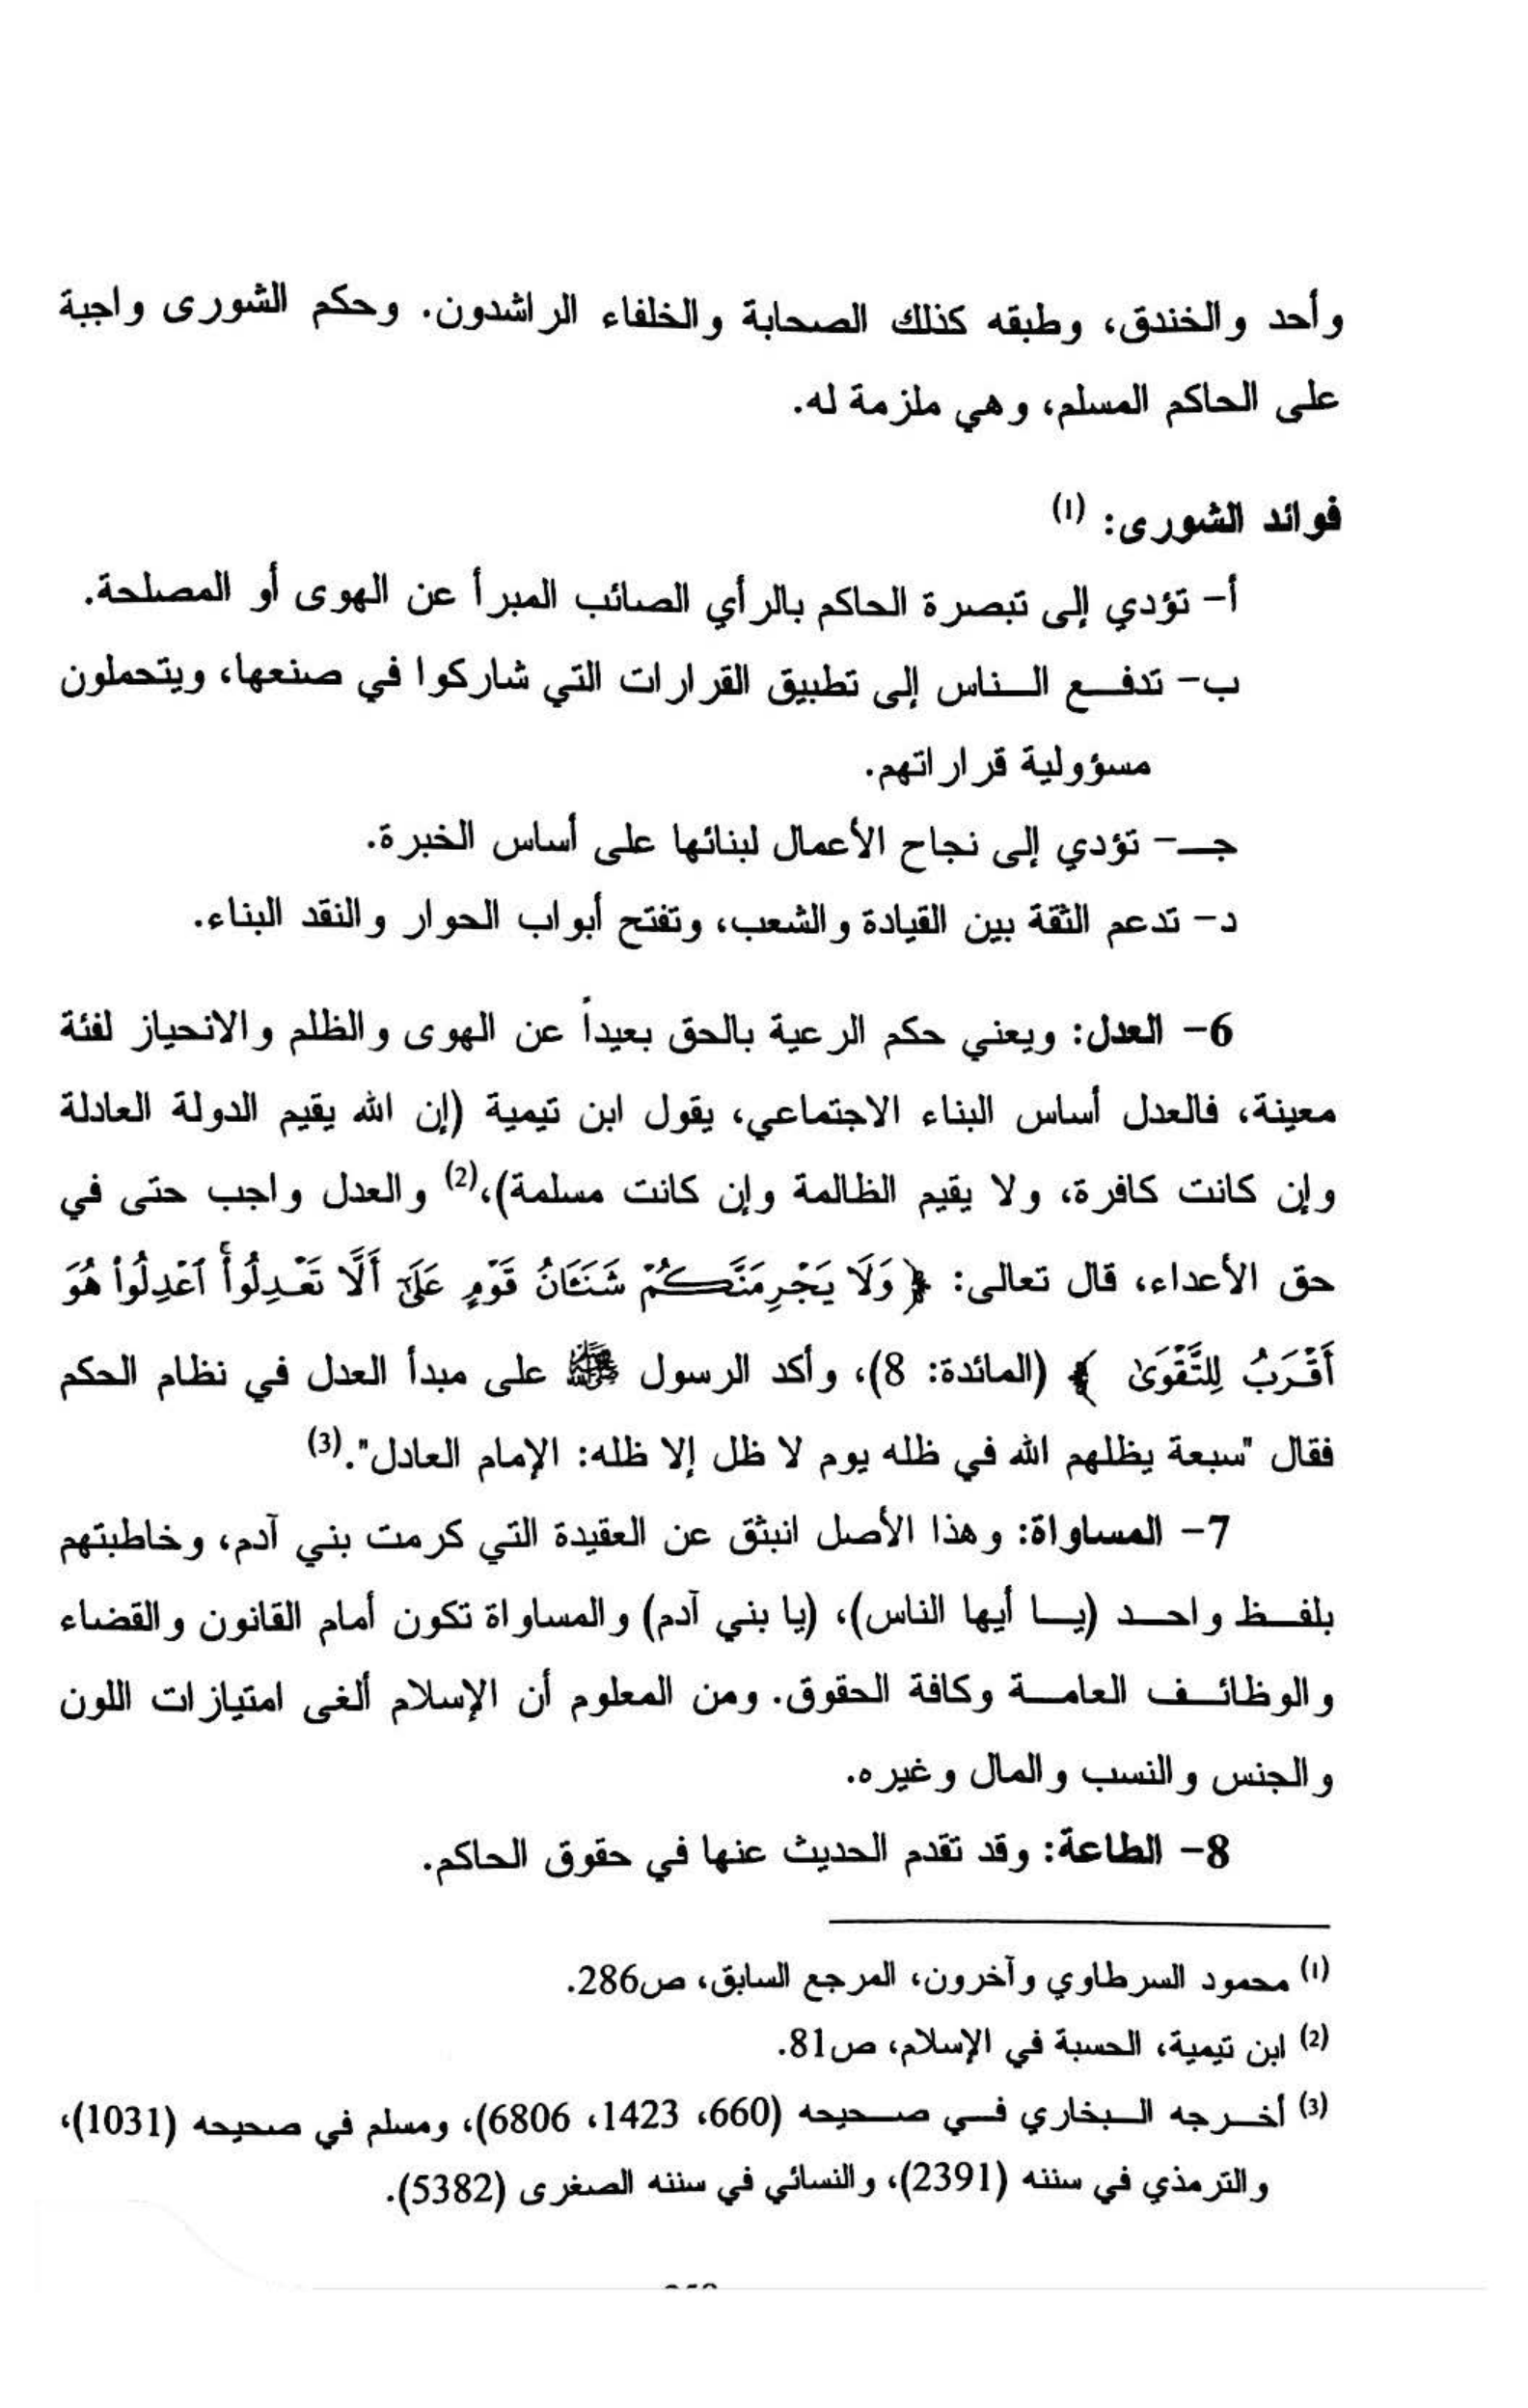 وأحد والخندق، وطبقه كذلك الصحابة والخلفاء الراشدون. وحكم الشورى واجبة
على الحاكم المسلم، وهي ملزمة له.
فوائد الشورى: (1)
أ- تؤدي إلى تبصرة الحاكم بالرأي الصائب المبرأ عن الهوى أو المصلحة.
ب- تدفع الناس إلى تطبيق القرارات التي شاركوا في صنعها، ويتحملون
مسؤولية قراراتهم.
جـ- تؤدي إلى نجاح الأعمال لبنائها على أساس الخبرة.
د- تدعم الثقة بين القيادة والشعب، وتفتح أبواب الحوار والنقد البناء.
6- العدل: ويعني حكم الرعية بالحق بعيداً عن الهوى والظلم والانحياز لفئة
معينة، فالعدل أساس البناء الاجتماعي، يقول ابن تيمية (إن الله يقيم الدولة العادلة
وإن كانت كافرة، ولا يقيم الظالمة وإن كانت مسلمة)،(2) والعدل واجب حتى في
حق الأعداء، قال تعالى: ﴿ وَلَا يَجْرِمَنَّكُمْ شَنَـَٔانُ قَوْمٍ عَلَىٰٓ أَلَّا تَعْدِلُوا۟ ۚ ٱعْدِلُوا۟ هُوَ
أَقْرَبُ لِلتَّقْوَىٰ ﴾ (المائدة: 8)، وأكد الرسول ﷺ على مبدأ العدل في نظام الحكم
فقال "سبعة يظلهم الله في ظله يوم لا ظل إلا ظله: الإمام العادل".(3)
7- المساواة: وهذا الأصل انبثق عن العقيدة التي كرمت بني آدم، وخاطبتهم
بلفظ واحد (يا أيها الناس)، (يا بني آدم) والمساواة تكون أمام القانون والقضاء
والوظائف العامة وكافة الحقوق. ومن المعلوم أن الإسلام ألغى امتيازات اللون
والجنس والنسب والمال وغيره.
8- الطاعة: وقد تقدم الحديث عنها في حقوق الحاكم.
(1) محمود السرطاوي وآخرون، المرجع السابق، ص286.
(2) ابن تيمية، الحسبة في الإسلام، ص81.
(3) أخرجه البخاري في صحيحه (660، 1423، 6806)، ومسلم في صحيحه (1031)،
والترمذي في سننه (2391)، والنسائي في سننه الصغرى (5382).